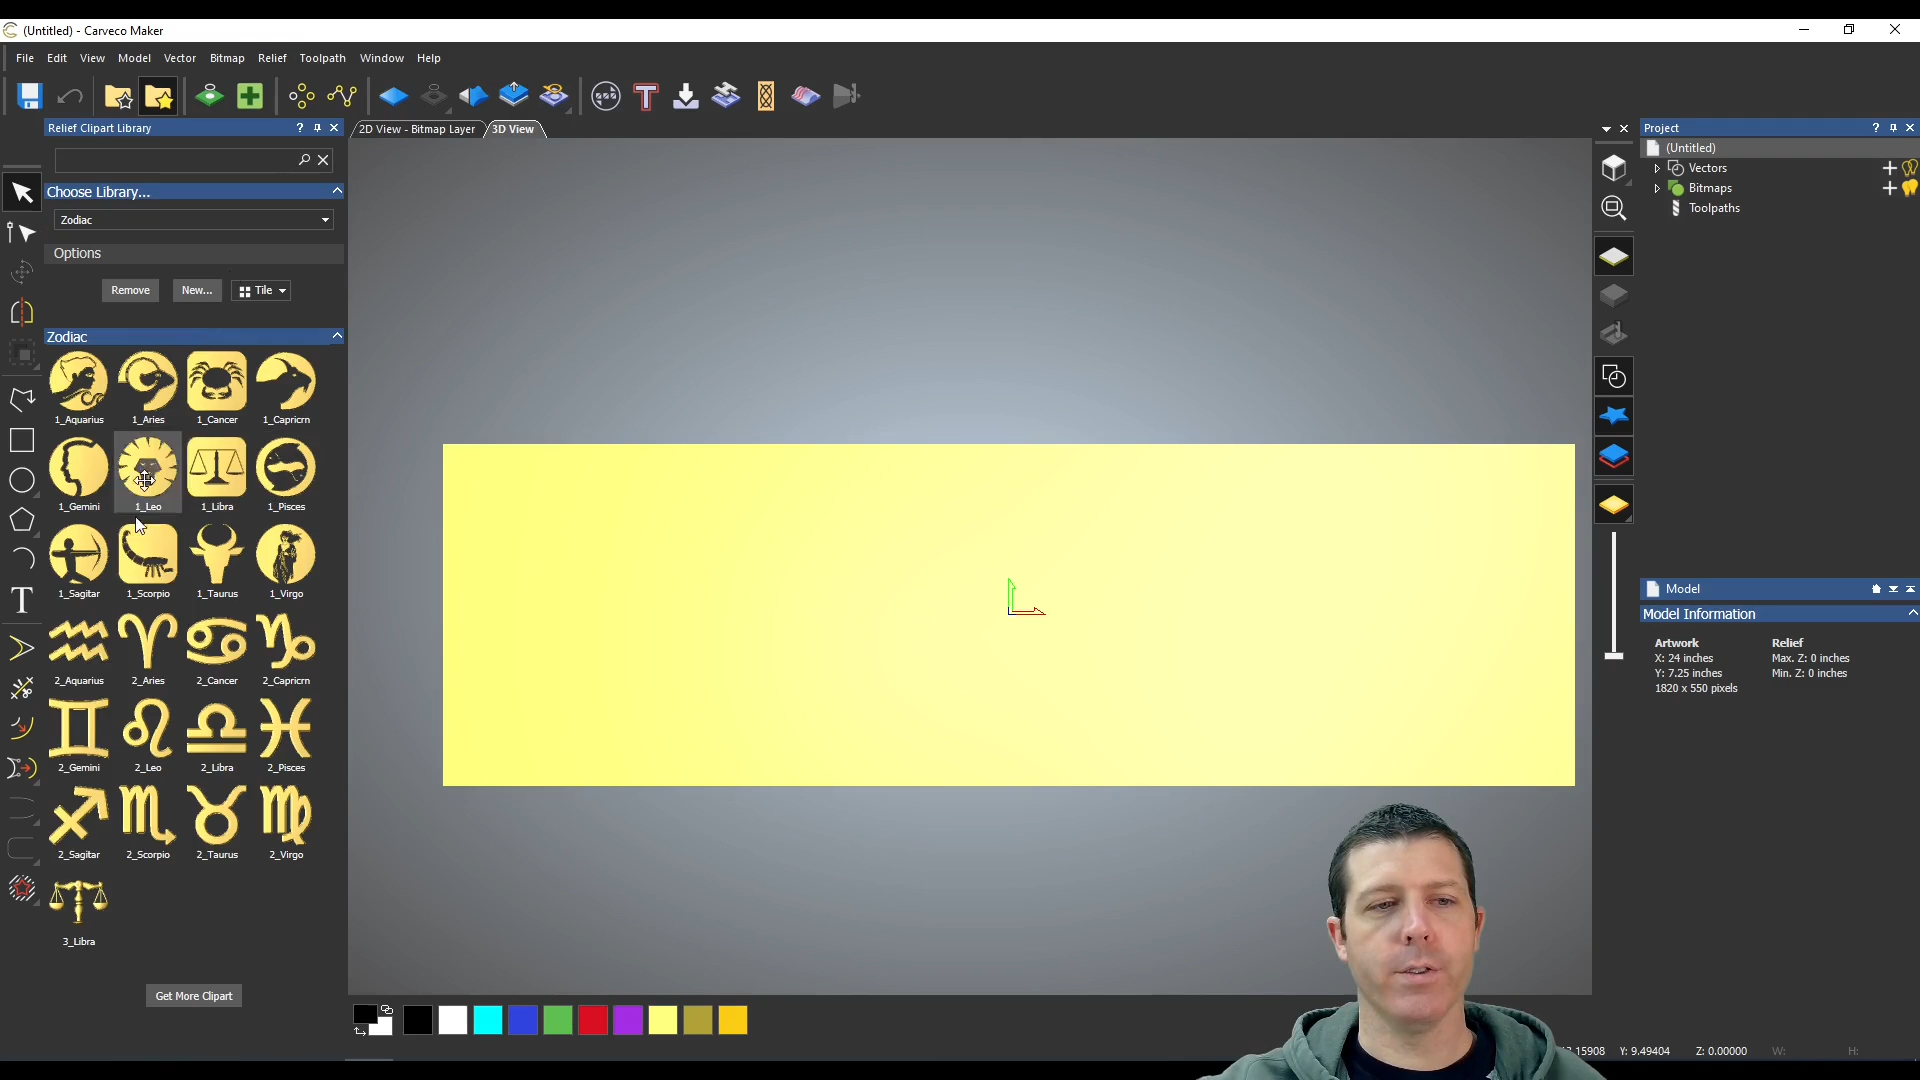 (Untitled) - Carveco Maker
File Edit View Model Vector Bitmap Relief Toolpath Window Help
Relief Clipart Library
2D View - Bitmap Layer 3D View
Project
(Untitled)
Choose Library...
Vectors
Bitmaps
Zodiac
Toolpaths
Options
Remove New... Tile
Zodiac
1_Aquarius 1_Aries 1_Cancer 1_Capricrn
1_Gemini 1_Leo 1_Libra 1_Pisces
1_Sagitar 1_Scorpio 1_Taurus 1_Virgo
2_Aquarius 2_Aries 2_Cancer 2_Capricrn
2_Gemini 2_Leo 2_Libra 2_Pisces
2_Sagitar 2_Scorpio 2_Taurus 2_Virgo
3_Libra
Get More Clipart
Model
Model Information
Artwork Relief
X: 24 inches Max. Z: 0 inches
Y: 7.25 inches Min. Z: 0 inches
1820 x 550 pixels
Y: 9.49404 Z: 0.00000 W: H: